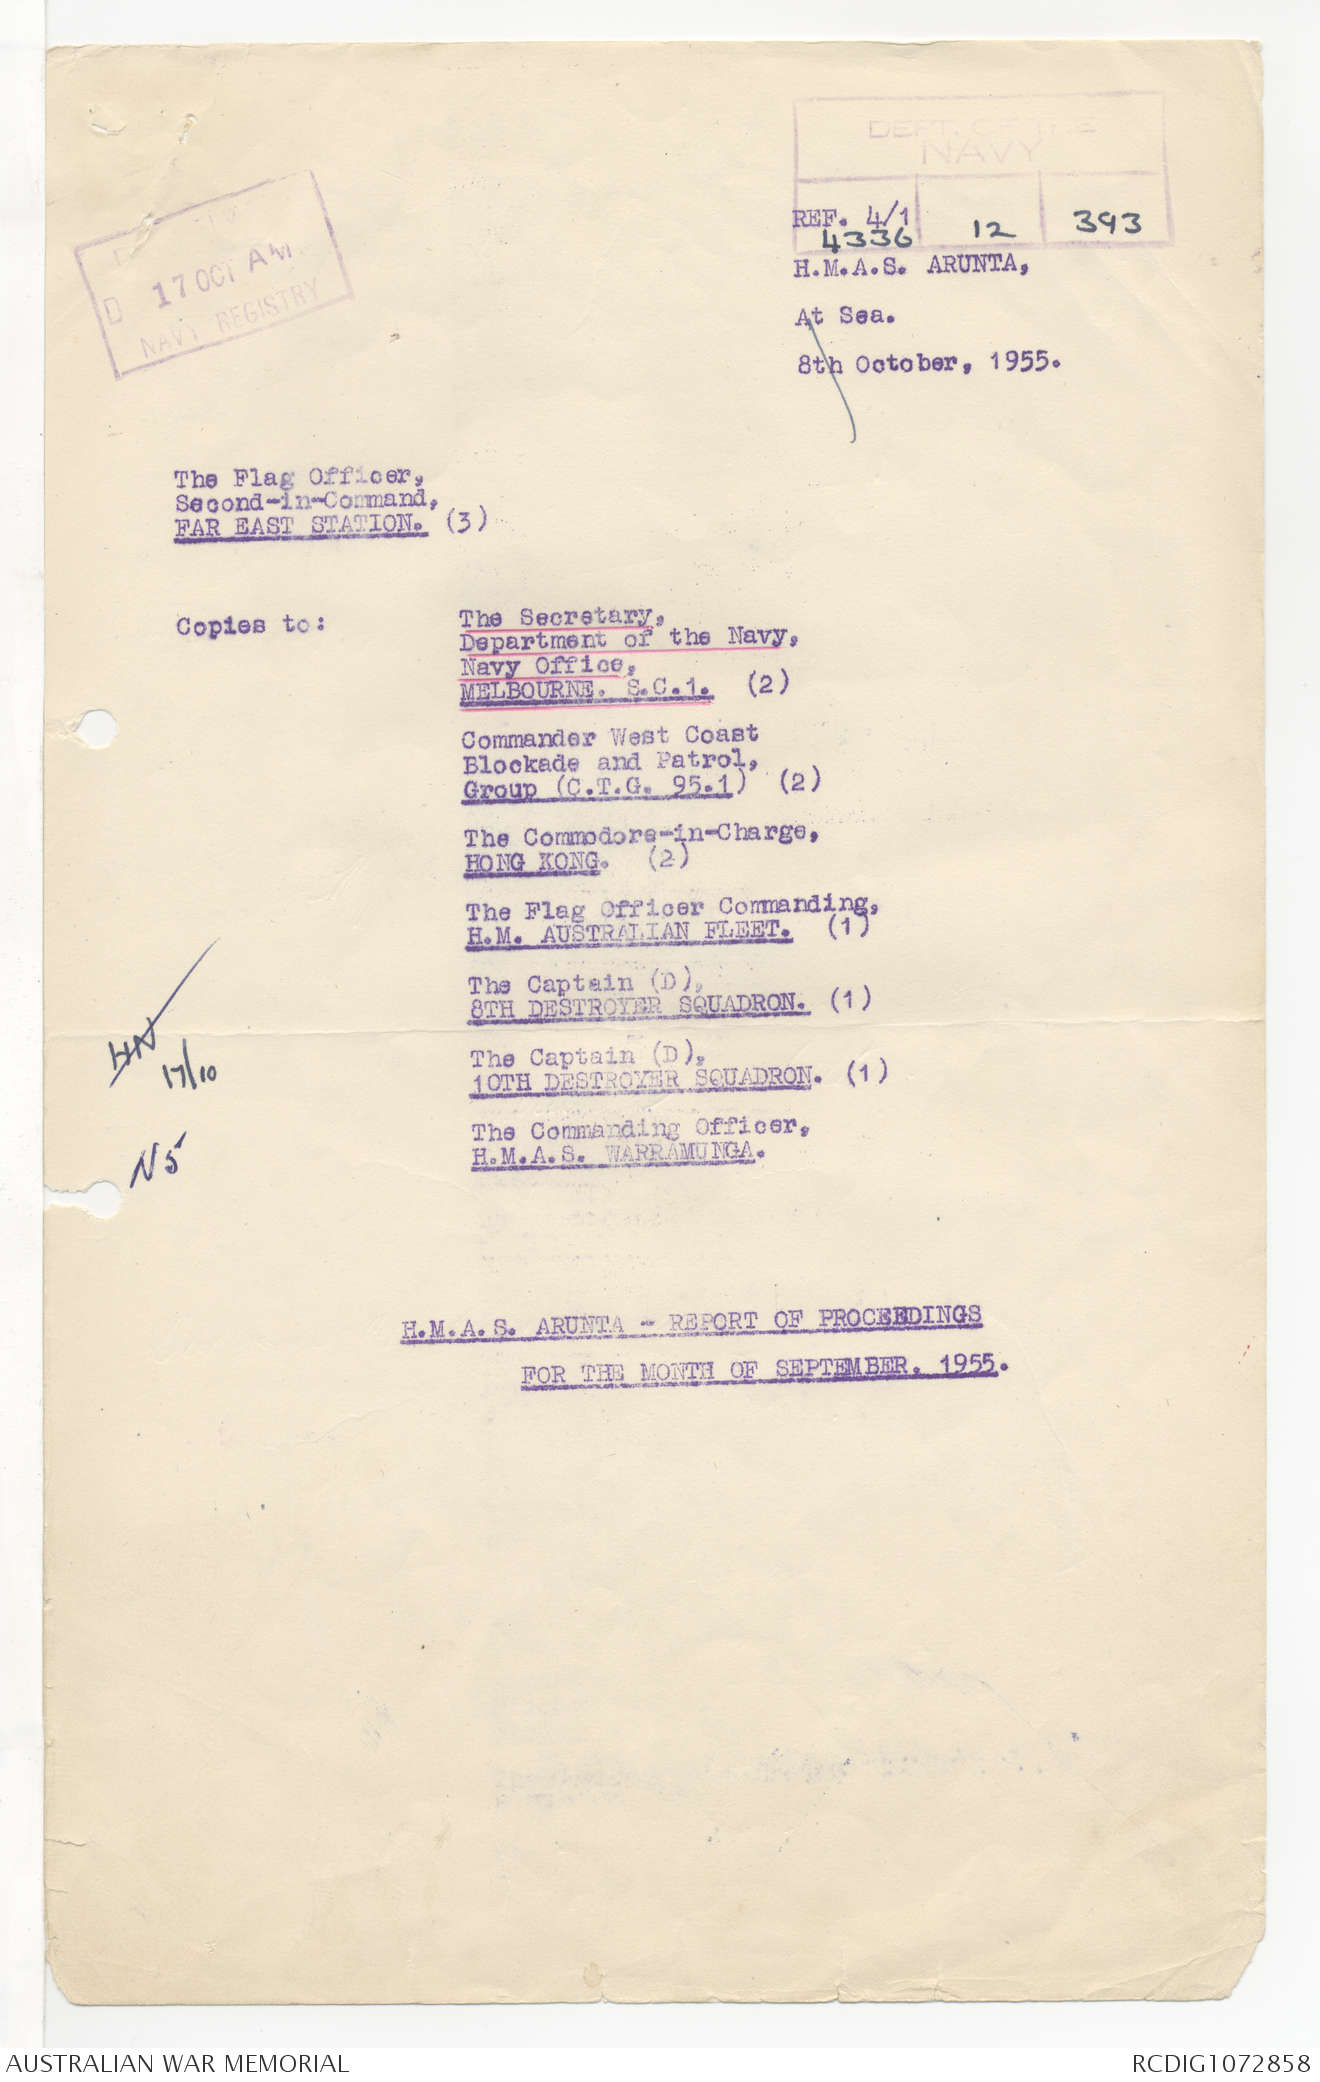 DEPT. OF THE
NAVY
REF. 4/1
4336 12 393
17 OCT AM
NAVY REGISTRY
H.M.A.S. ARUNTA,
At Sea.
8th October, 1955.
The Flag Officer,
Second-in-Command,
FAR EAST STATION. (3)
Copies to:
The Secretary,
Department of the Navy,
Navy Office,
MELBOURNE. S.C.1. (2)
Commander West Coast
Blockade and Patrol,
Group (C.T.G. 95.1) (2)
The Commodore-in-Charge,
HONG KONG. (2)
The Flag Officer Commanding,
H.M. AUSTRALIAN FLEET. (1)
The Captain (D),
8TH DESTROYER SQUADRON. (1)
The Captain (D),
10TH DESTROYER SQUADRON. (1)
The Commanding Officer,
H.M.A.S. WARRAMUNGA.
17/10
N5
H.M.A.S. ARUNTA - REPORT OF PROCEEDINGS
FOR THE MONTH OF SEPTEMBER. 1955.
AUSTRALIAN WAR MEMORIAL
RCDIG1072858